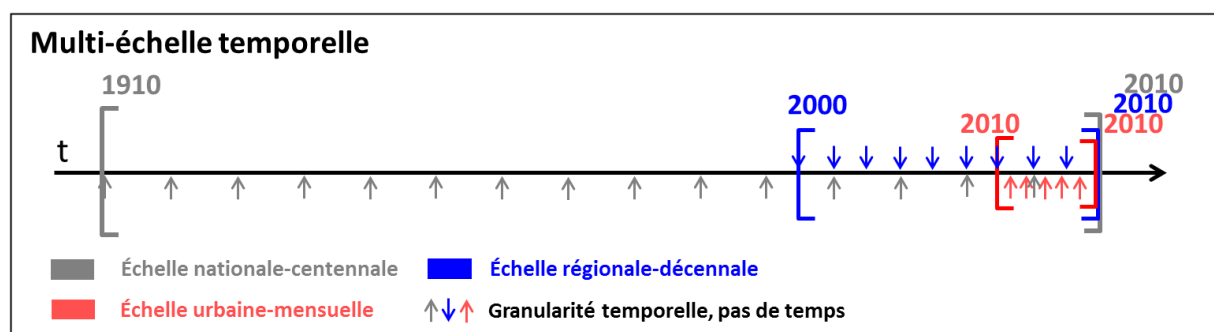 Multi-échelle temporelle
1910
2010
2000
2010
2010
2010
t
Échelle nationale-centennale
Échelle régionale-décennale
Échelle urbaine-mensuelle
Granularité temporelle, pas de temps